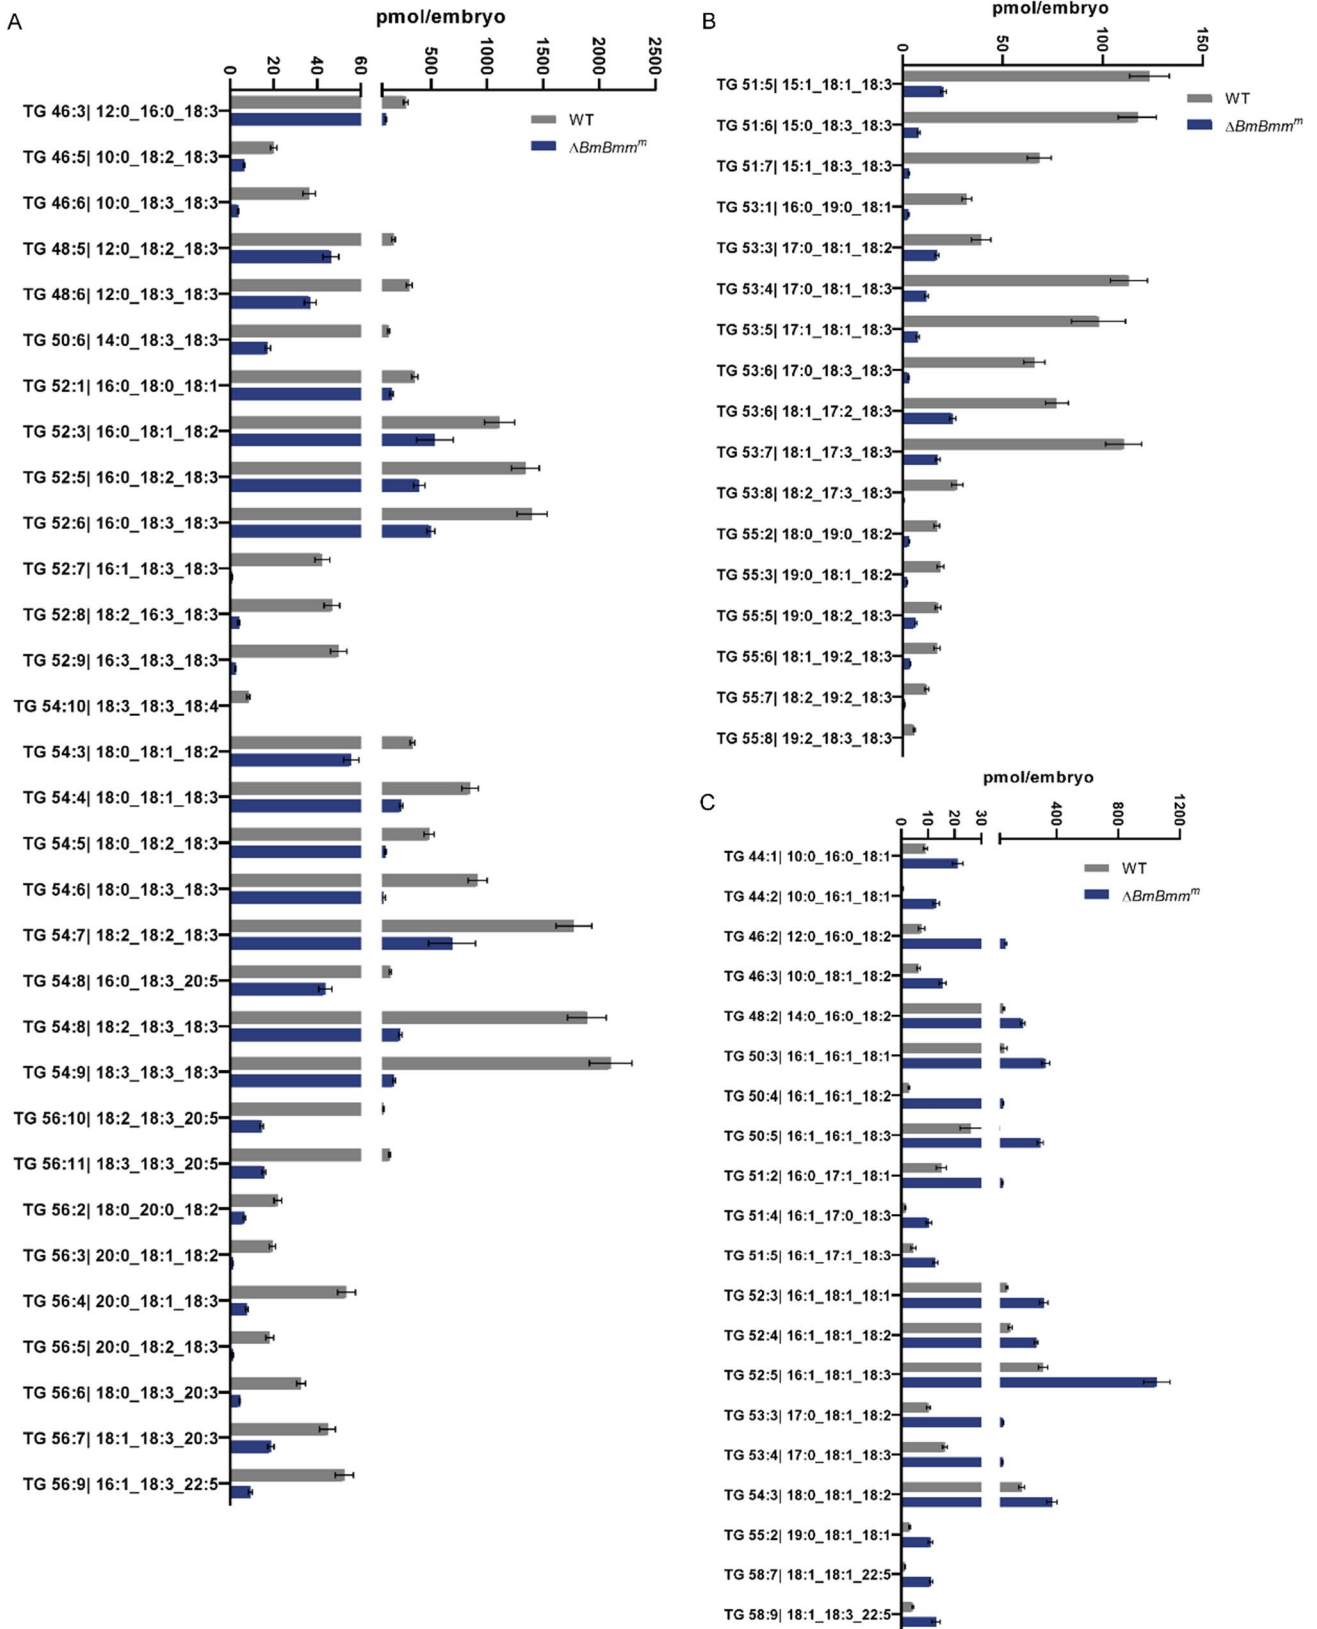 A
pmol/embryo
0 20 40 60 500 1000 1500 2000 2500
WT
ΔBmBmm^m
TG 46:3| 12:0_16:0_18:3
TG 46:5| 10:0_18:2_18:3
TG 46:6| 10:0_18:3_18:3
TG 48:5| 12:0_18:2_18:3
TG 48:6| 12:0_18:3_18:3
TG 50:6| 14:0_18:3_18:3
TG 52:1| 16:0_18:0_18:1
TG 52:3| 16:0_18:1_18:2
TG 52:5| 16:0_18:2_18:3
TG 52:6| 16:0_18:3_18:3
TG 52:7| 16:1_18:3_18:3
TG 52:8| 18:2_16:3_18:3
TG 52:9| 16:3_18:3_18:3
TG 54:10| 18:3_18:3_18:4
TG 54:3| 18:0_18:1_18:2
TG 54:4| 18:0_18:1_18:3
TG 54:5| 18:0_18:2_18:3
TG 54:6| 18:0_18:3_18:3
TG 54:7| 18:2_18:2_18:3
TG 54:8| 16:0_18:3_20:5
TG 54:8| 18:2_18:3_18:3
TG 54:9| 18:3_18:3_18:3
TG 56:10| 18:2_18:3_20:5
TG 56:11| 18:3_18:3_20:5
TG 56:2| 18:0_20:0_18:2
TG 56:3| 20:0_18:1_18:2
TG 56:4| 20:0_18:1_18:3
TG 56:5| 20:0_18:2_18:3
TG 56:6| 18:0_18:3_20:3
TG 56:7| 18:1_18:3_20:3
TG 56:9| 16:1_18:3_22:5
B
pmol/embryo
0 50 100 150
WT
ΔBmBmm^m
TG 51:5| 15:1_18:1_18:3
TG 51:6| 15:0_18:3_18:3
TG 51:7| 15:1_18:3_18:3
TG 53:1| 16:0_19:0_18:1
TG 53:3| 17:0_18:1_18:2
TG 53:4| 17:0_18:1_18:3
TG 53:5| 17:1_18:1_18:3
TG 53:6| 17:0_18:3_18:3
TG 53:6| 18:1_17:2_18:3
TG 53:7| 18:1_17:3_18:3
TG 53:8| 18:2_17:3_18:3
TG 55:2| 18:0_19:0_18:2
TG 55:3| 19:0_18:1_18:2
TG 55:5| 19:0_18:2_18:3
TG 55:6| 18:1_19:2_18:3
TG 55:7| 18:2_19:2_18:3
TG 55:8| 19:2_18:3_18:3
C
pmol/embryo
0 10 20 30 400 800 1200
WT
ΔBmBmm^m
TG 44:1| 10:0_16:0_18:1
TG 44:2| 10:0_16:1_18:1
TG 46:2| 12:0_16:0_18:2
TG 46:3| 10:0_18:1_18:2
TG 48:2| 14:0_16:0_18:2
TG 50:3| 16:1_16:1_18:1
TG 50:4| 16:1_16:1_18:2
TG 50:5| 16:1_16:1_18:3
TG 51:2| 16:0_17:1_18:1
TG 51:4| 16:1_17:0_18:3
TG 51:5| 16:1_17:1_18:3
TG 52:3| 16:1_18:1_18:1
TG 52:4| 16:1_18:1_18:2
TG 52:5| 16:1_18:1_18:3
TG 53:3| 17:0_18:1_18:2
TG 53:4| 17:0_18:1_18:3
TG 54:3| 18:0_18:1_18:2
TG 55:2| 19:0_18:1_18:1
TG 58:7| 18:1_18:1_22:5
TG 58:9| 18:1_18:3_22:5